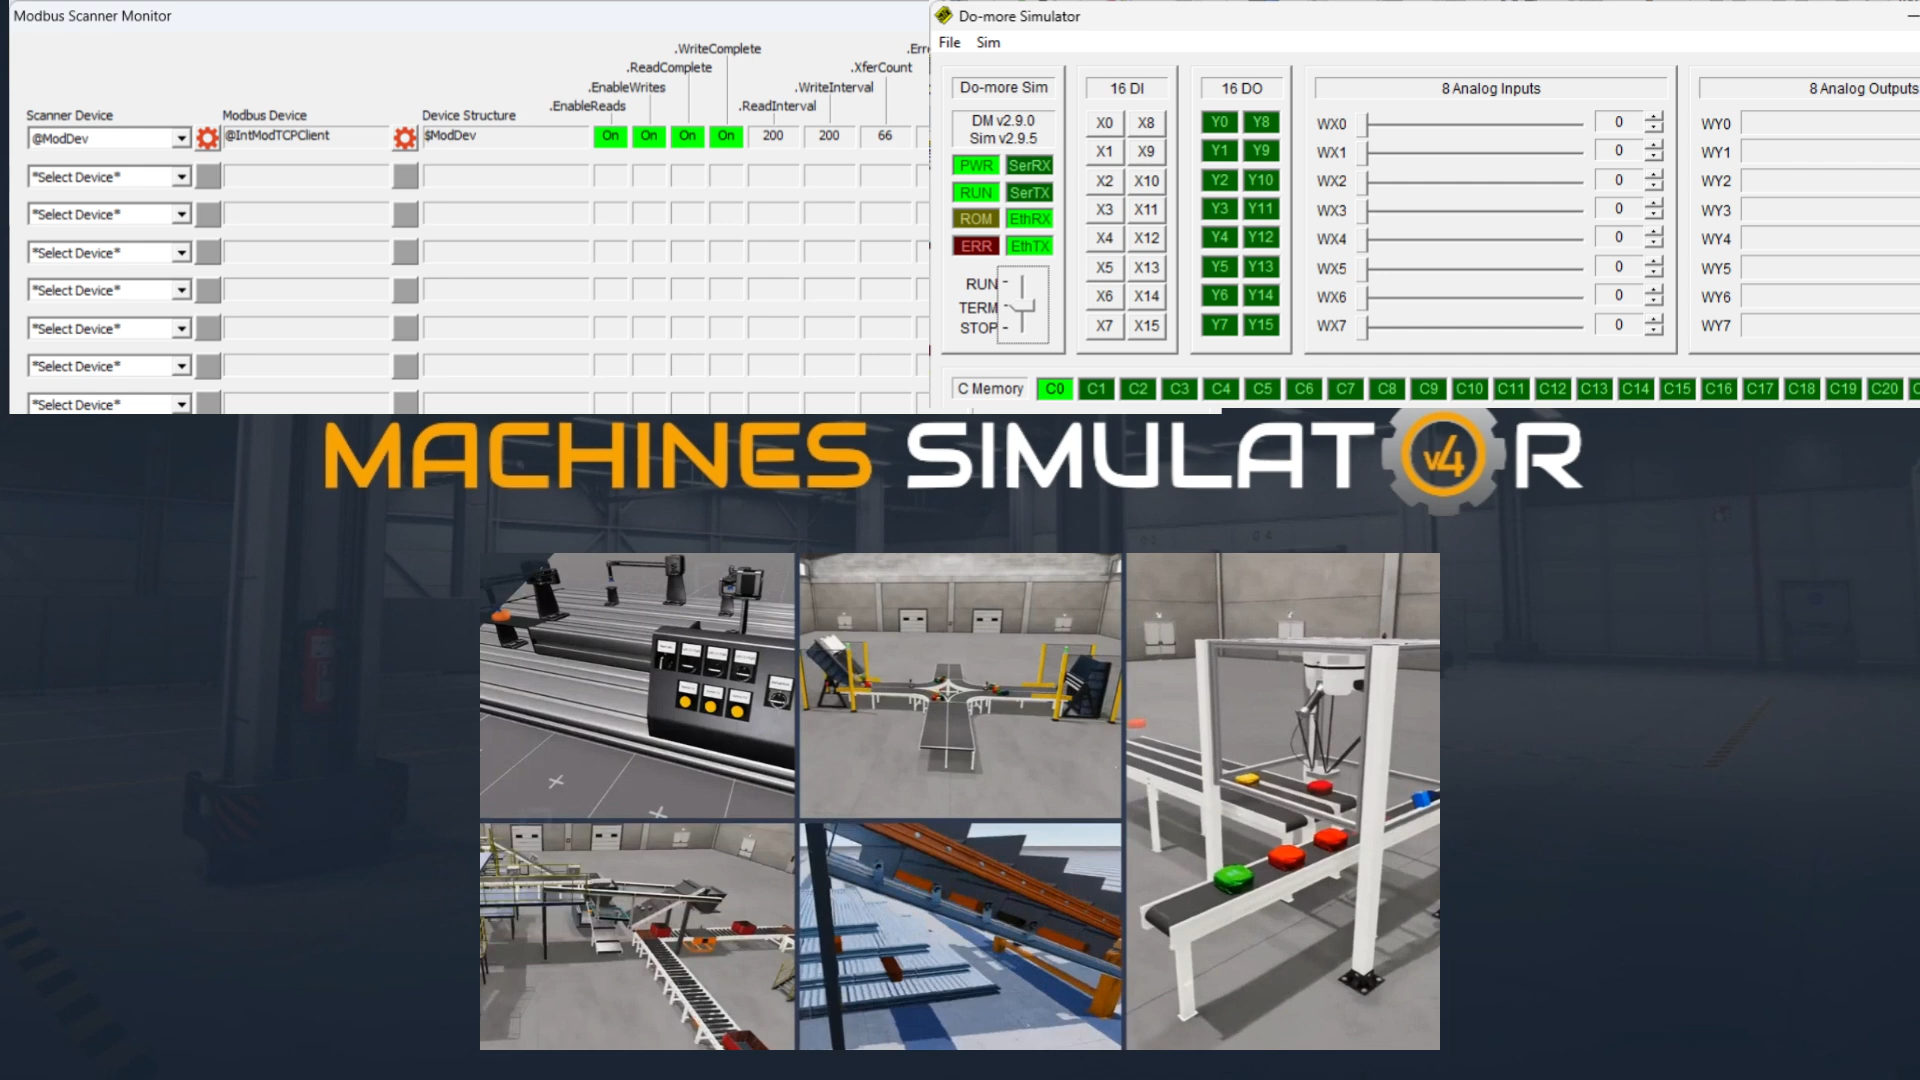 Modbus Scanner Monitor
.WriteComplete .Err
.ReadComplete .XferCount
.EnableWrites .WriteInterval
.EnableReads .ReadInterval
Scanner Device Modbus Device Device Structure
@ModDev @IntModTCPClient $ModDev On On On On 200 200 66
*Select Device*
*Select Device*
*Select Device*
*Select Device*
*Select Device*
*Select Device*
*Select Device*
Do-more Simulator
File Sim
Do-more Sim
DM v2.9.0
Sim v2.9.5
PWR SerRX
RUN SerTX
ROM EthRX
ERR EthTX
RUN
TERM
STOP
16 DI
X0 X8
X1 X9
X2 X10
X3 X11
X4 X12
X5 X13
X6 X14
X7 X15
16 DO
Y0 Y8
Y1 Y9
Y2 Y10
Y3 Y11
Y4 Y12
Y5 Y13
Y6 Y14
Y7 Y15
8 Analog Inputs
WX0 0
WX1 0
WX2 0
WX3 0
WX4 0
WX5 0
WX6 0
WX7 0
8 Analog Outputs
WY0
WY1
WY2
WY3
WY4
WY5
WY6
WY7
C Memory C0 C1 C2 C3 C4 C5 C6 C7 C8 C9 C10 C11 C12 C13 C14 C15 C16 C17 C18 C19 C20 C
MACHINES SIMULATOR
v4